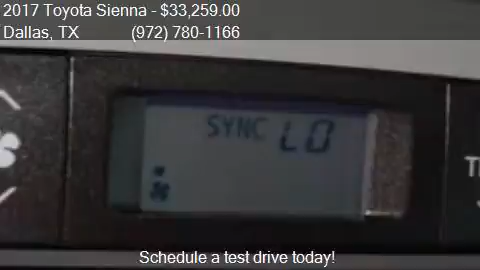 2017 Toyota Sienna - $33,259.00
Dallas, TX (972) 780-1166
SYNC LO
Schedule a test drive today!